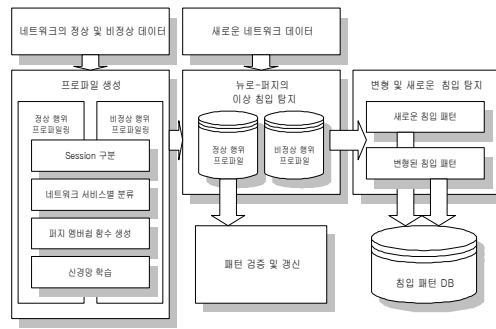 네트워크의 정상 및 비정상 데이터
새로운 네트워크 데이터
프로파일 생성
정상 행위
프로파일링
비정상 행위
프로파일링
Session 구분
네트워크 서비스별 분류
퍼지 멤버쉽 함수 생성
신경망 학습
뉴로-퍼지의
이상 침입 탐지
정상 행위
프로파일
비정상 행위
프로파일
패턴 검증 및 갱신
변형 및 새로운 침입 탐지
새로운 침입 패턴
변형된 침입 패턴
침입 패턴 DB